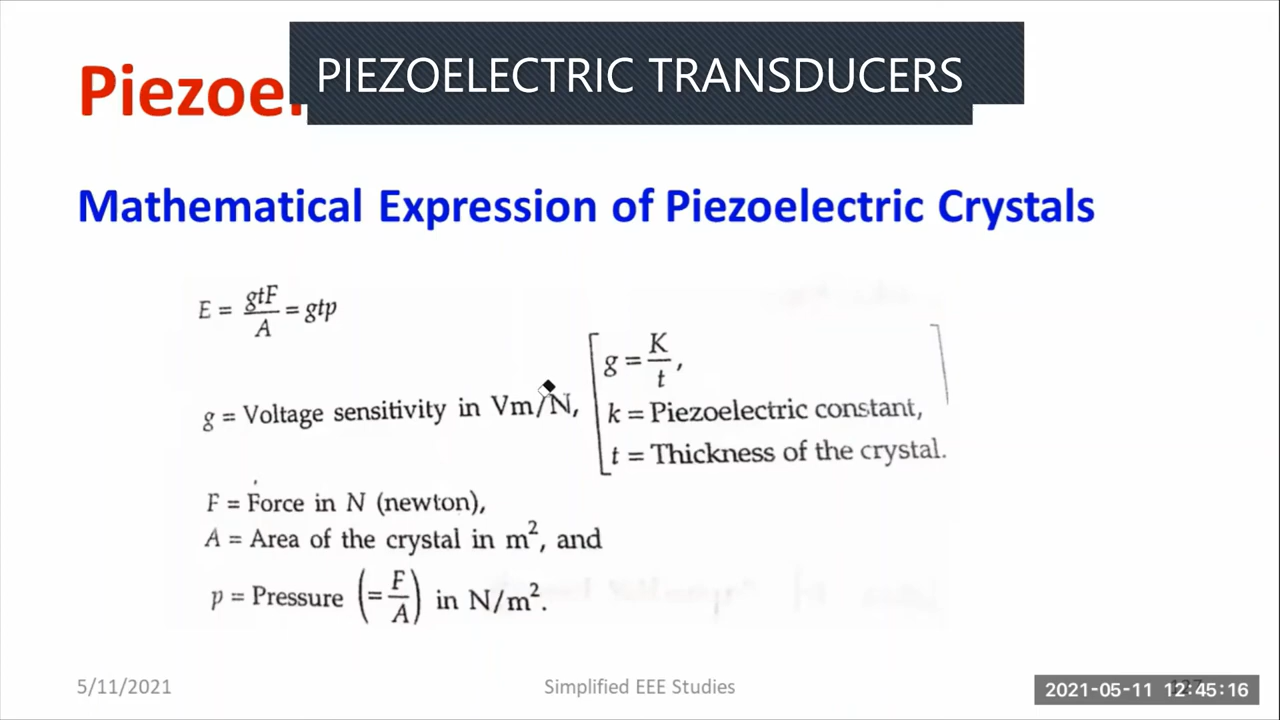 PIEZOELECTRIC TRANSDUCERS
Piezoe
Mathematical Expression of Piezoelectric Crystals
E = gtF/A = gtp
g = Voltage sensitivity in Vm/N,
g = K/t,
k = Piezoelectric constant,
t = Thickness of the crystal.
F = Force in N (newton),
A = Area of the crystal in m², and
p = Pressure (= F/A) in N/m².
5/11/2021
Simplified EEE Studies
2021-05-11 12:45:16